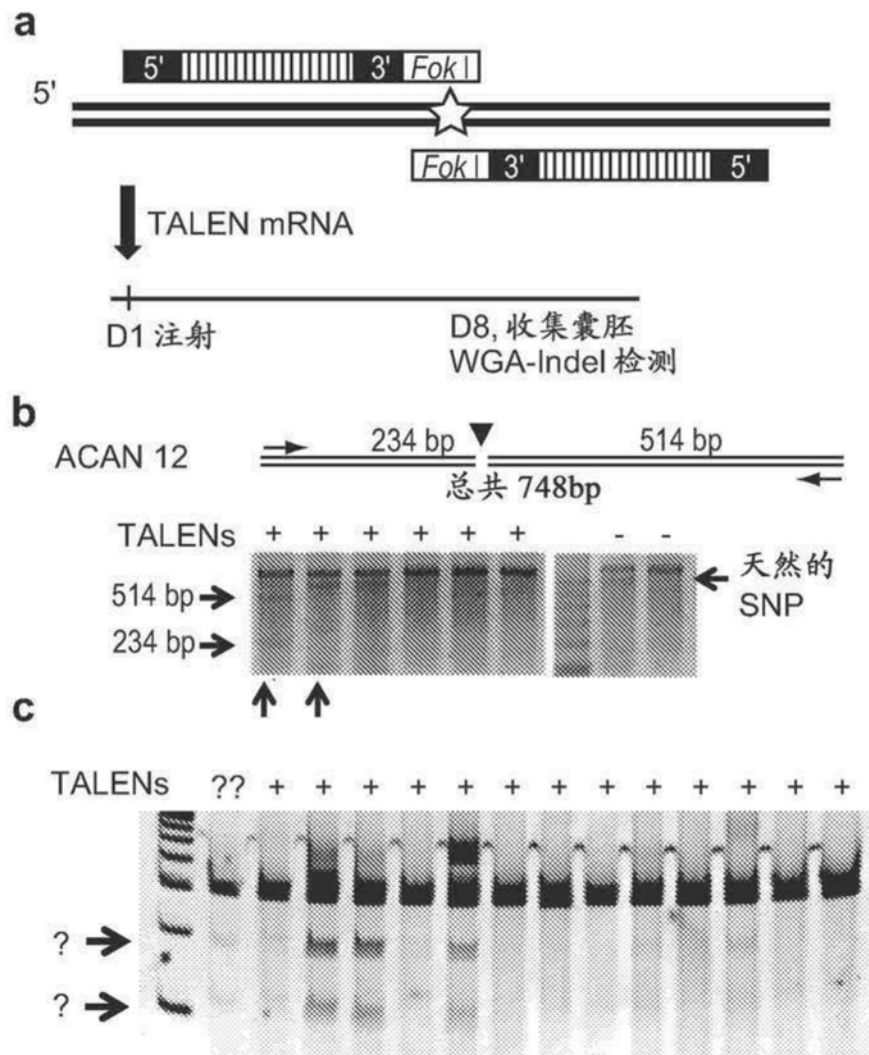 a
5' 3' Fok I
5'
Fok I 3' 5'
TALEN mRNA
D1 注射
D8, 收集囊胚
WGA-Indel 检测
b
234 bp 514 bp
ACAN 12
总共 748bp
TALENs + + + + + + - -
天然的
SNP
514 bp
234 bp
c
TALENs ?? + + + + + + + + + + + + +
?
?